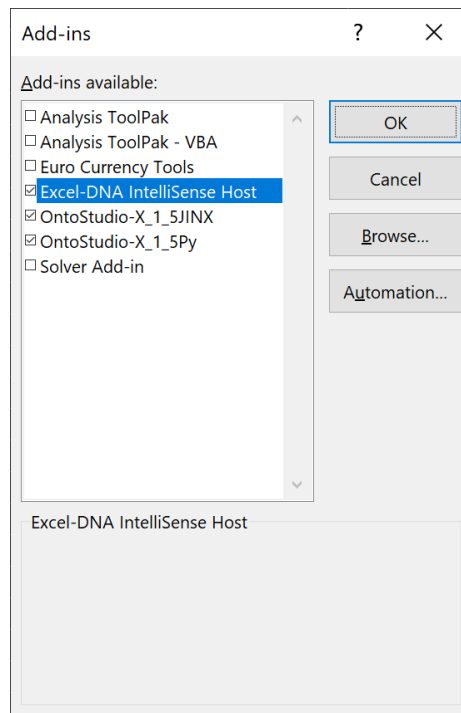 Add-ins ?
Add-ins available:
Analysis ToolPak
Analysis ToolPak - VBA
Euro Currency Tools
Excel-DNA IntelliSense Host
OntoStudio-X_1_5JINX
OntoStudio-X_1_5Py
Solver Add-in
OK
Cancel
Browse...
Automation...
Excel-DNA IntelliSense Host